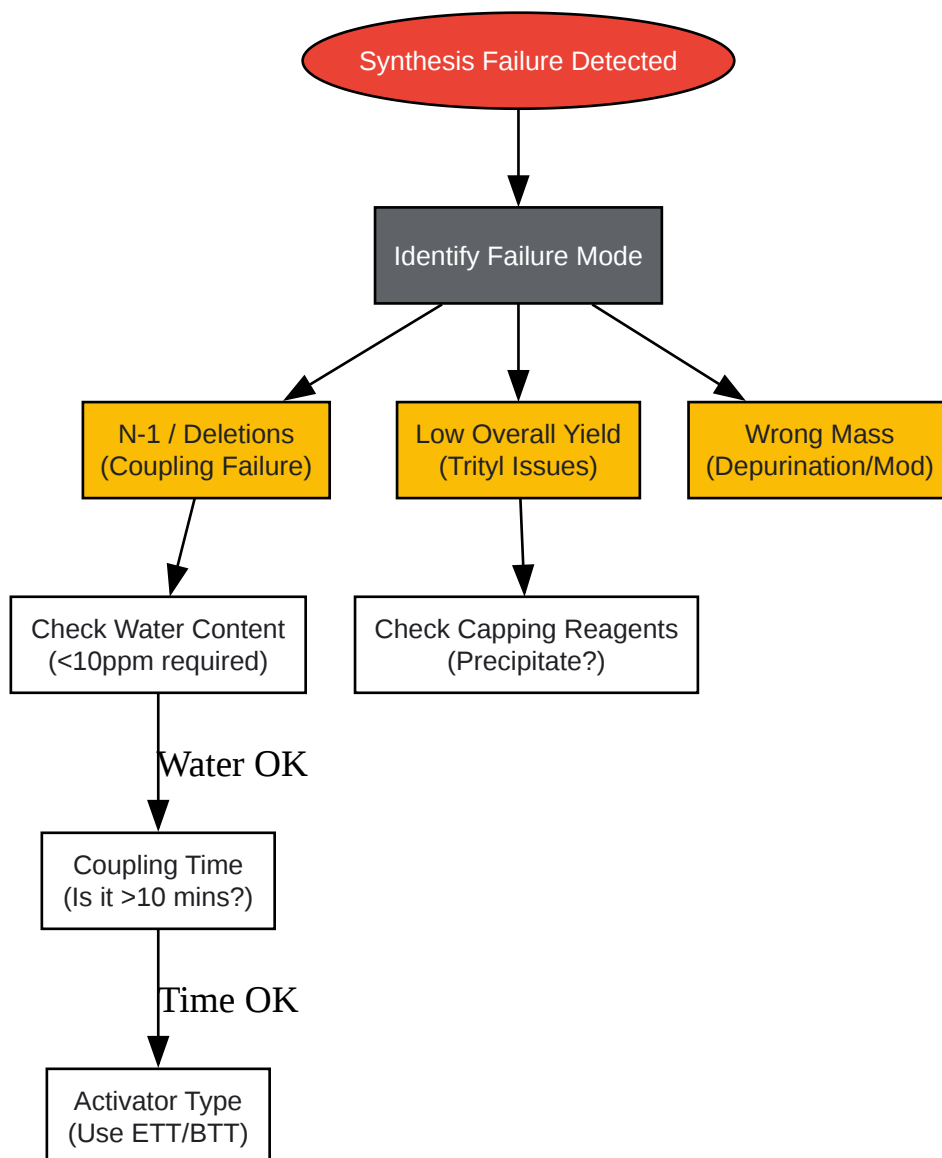 Synthesis Failure Detected
Identify Failure Mode
N-1 / Deletions
(Coupling Failure)
Low Overall Yield
(Trityl Issues)
Wrong Mass
(Depurination/Mod)
Check Water Content
(<10ppm required)
Check Capping Reagents
(Precipitate?)
Water OK
Coupling Time
(Is it >10 mins?)
Time OK
Activator Type
(Use ETT/BTT)